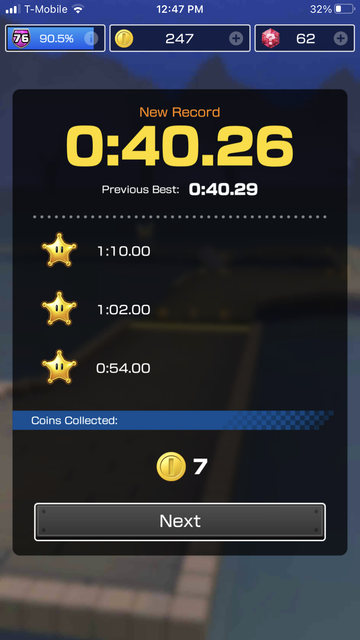 T-Mobile 12:47 PM 32%
76 90.5% 247 62
New Record
0:40.26
Previous Best: 0:40.29
1:10.00
1:02.00
0:54.00
Coins Collected:
7
Next